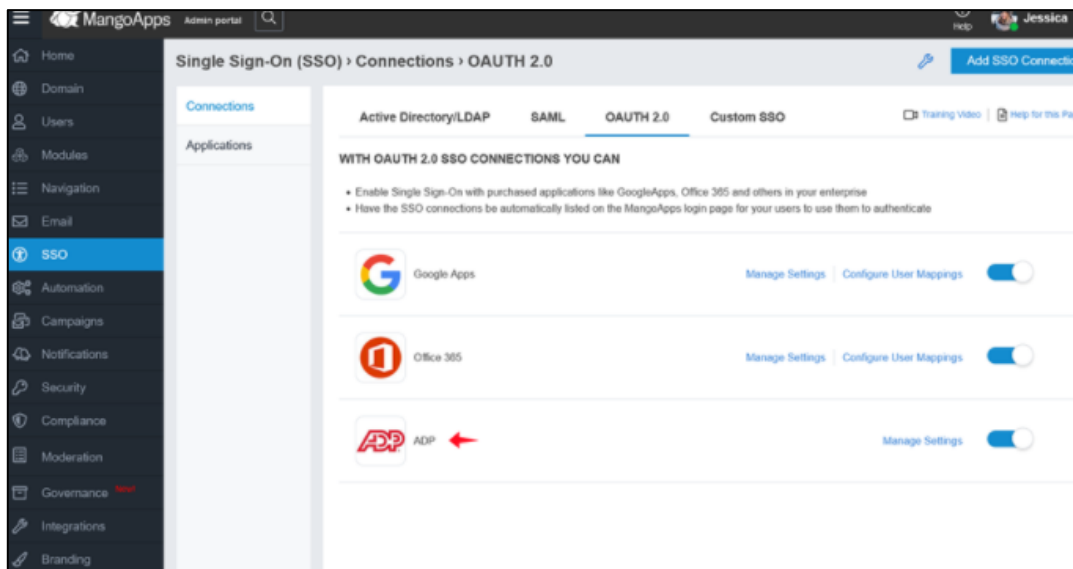 MangoApps Admin portal
Help
Jessica
Home
Domain
Users
Modules
Navigation
Email
SSO
Automation
Campaigns
Notifications
Security
Compliance
Moderation
Governance New!
Integrations
Branding
Single Sign-On (SSO) › Connections › OAUTH 2.0
Add SSO Connectio
Connections
Applications
Active Directory/LDAP SAML OAUTH 2.0 Custom SSO
Training Video Help for this Pa
WITH OAUTH 2.0 SSO CONNECTIONS YOU CAN
• Enable Single Sign-On with purchased applications like GoogleApps, Office 365 and others in your enterprise
• Have the SSO connections be automatically listed on the MangoApps login page for your users to use them to authenticate
Google Apps Manage Settings Configure User Mappings
Office 365 Manage Settings Configure User Mappings
ADP ADP Manage Settings